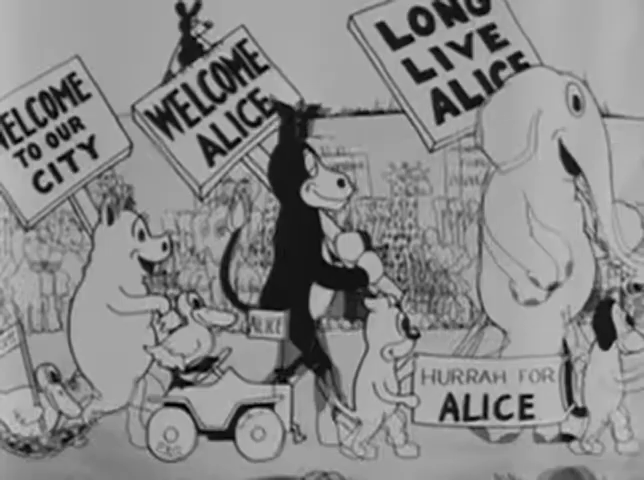 WELCOME
TO OUR
CITY
WELCOME
ALICE
LONG
LIVE
ALICE
ALICE
HURRAH FOR
ALICE